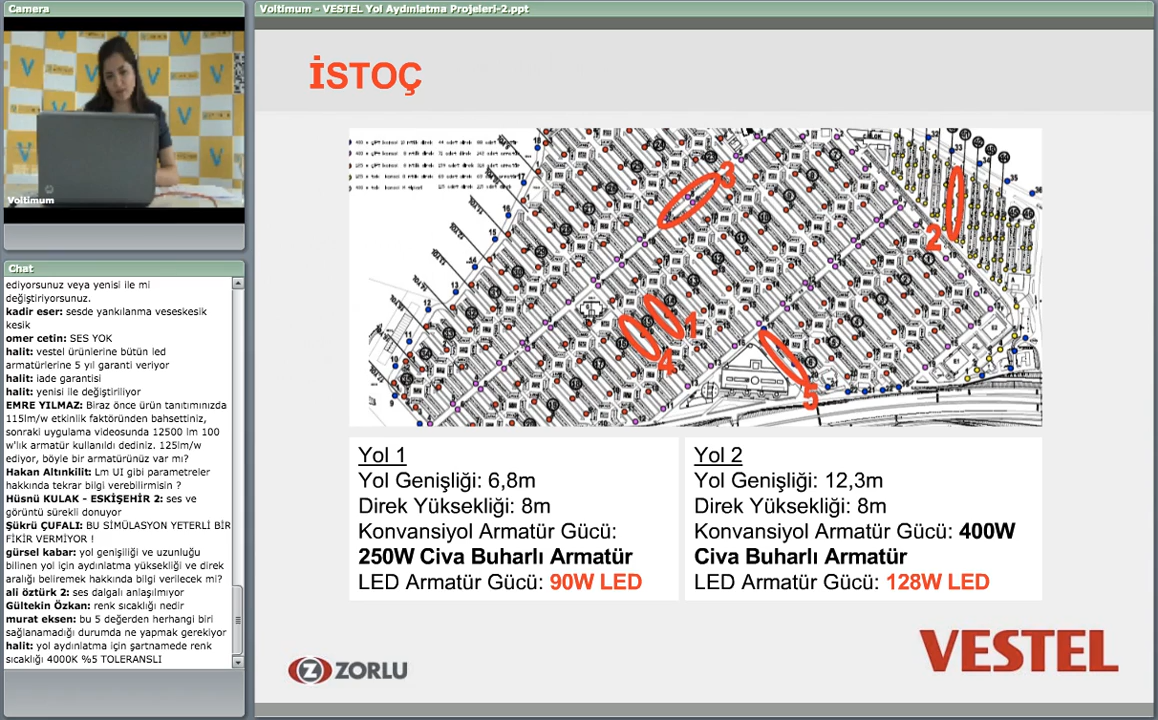 Camera
Voltimum
Chat
ediyorsunuz veya yenisi ile mi
değiştiriyorsunuz.
kadir eser: sesde yankılanma veseskesik
kesik
omer cetin: SES YOK
halit: vestel ürünlerine bütün led
armatürlerine 5 yıl garanti veriyor
halit: iade garantisi
halit: yenisi ile değiştiriliyor
EMRE YILMAZ: Biraz önce ürün tanıtımınızda
115lm/w etkinlik faktöründen bahsettiniz,
sonraki uygulama videosunda 12500 lm 100
w'lık armatür kullanıldı dediniz. 125lm/w
ediyor, böyle bir armatürünüz var mı?
Hakan Altınkilit: Lm UI gibi parametreler
hakkında tekrar bilgi verebilirmisin ?
Hüsnü KULAK - ESKİŞEHİR 2: ses ve
görüntü sürekli donuyor
Şükrü ÇUFALI: BU SİMÜLASYON YETERLİ BİR
FİKİR VERMİYOR !
gürsel kabar: yol genişiliği ve uzunluğu
bilinen yol için aydınlatma yüksekliği ve direk
aralığı beliremek hakkında bilgi verilecek mi?
ali öztürk 2: ses dalgalı anlaşılmıyor
Gültekin Özkan: renk sıcaklığı nedir
murat eksen: bu 5 değerden herhangi biri
sağlanamadığı durumda ne yapmak gerekiyor
halit: yol aydınlatma için şartnamede renk
sıcaklığı 4000K %5 TOLERANSLI
Voltimum - VESTEL Yol Aydınlatma Projeleri-2.ppt
İSTOÇ
3
2
1
4
5
Yol 1
Yol Genişliği: 6,8m
Direk Yüksekliği: 8m
Konvansiyol Armatür Gücü:
250W Civa Buharlı Armatür
LED Armatür Gücü: 90W LED
Yol 2
Yol Genişliği: 12,3m
Direk Yüksekliği: 8m
Konvansiyol Armatür Gücü: 400W
Civa Buharlı Armatür
LED Armatür Gücü: 128W LED
ZORLU
VESTEL